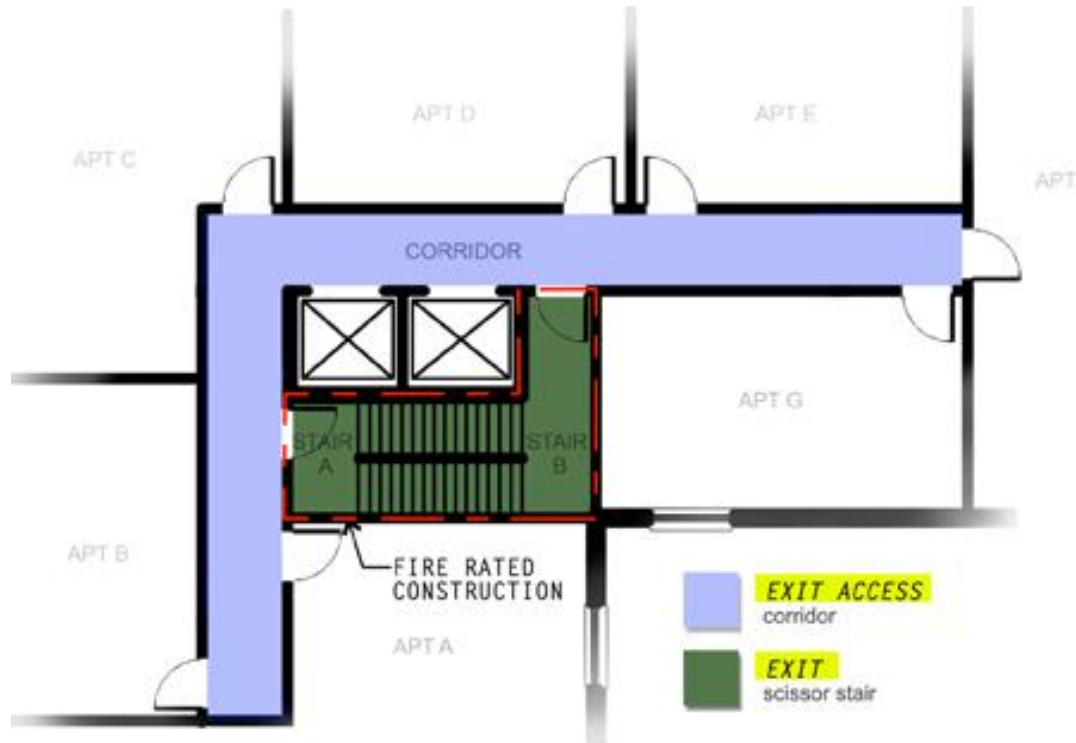 APT D
APT E
APT C
APT
CORRIDOR
APT G
STAIR
A
STAIR
B
APT B
FIRE RATED
CONSTRUCTION
APT A
EXIT ACCESS
corridor
EXIT
scissor stair